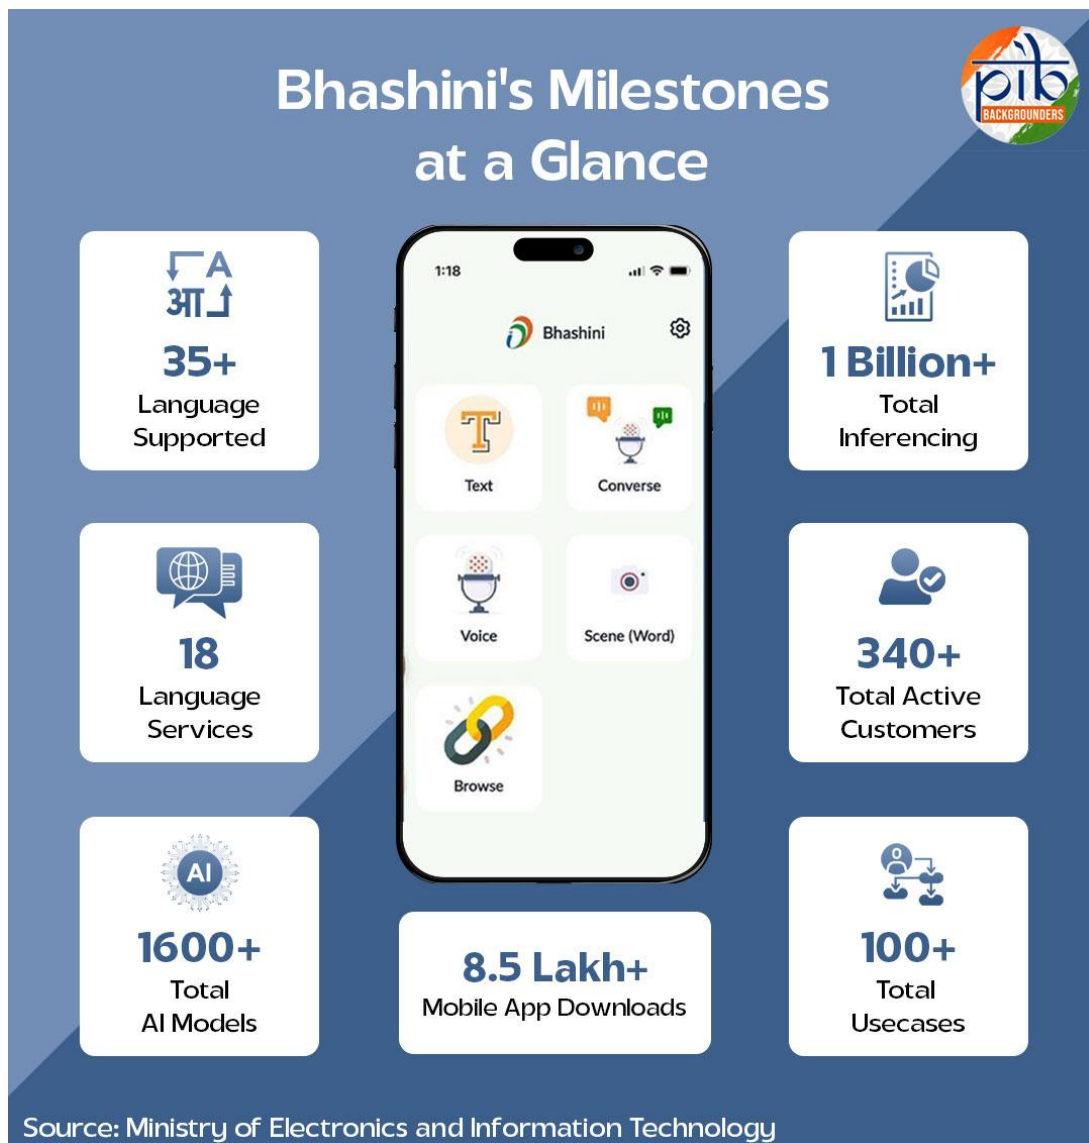 Bhashini's Milestones
at a Glance
pib
BACKGROUNDERS
A
आ
35+
Language
Supported
18
Language
Services
AI
1600+
Total
AI Models
1:18
Bhashini
T
Text
Converse
Voice
Scene (Word)
Browse
8.5 Lakh+
Mobile App Downloads
1 Billion+
Total
Inferencing
340+
Total Active
Customers
100+
Total
Usecases
Source: Ministry of Electronics and Information Technology